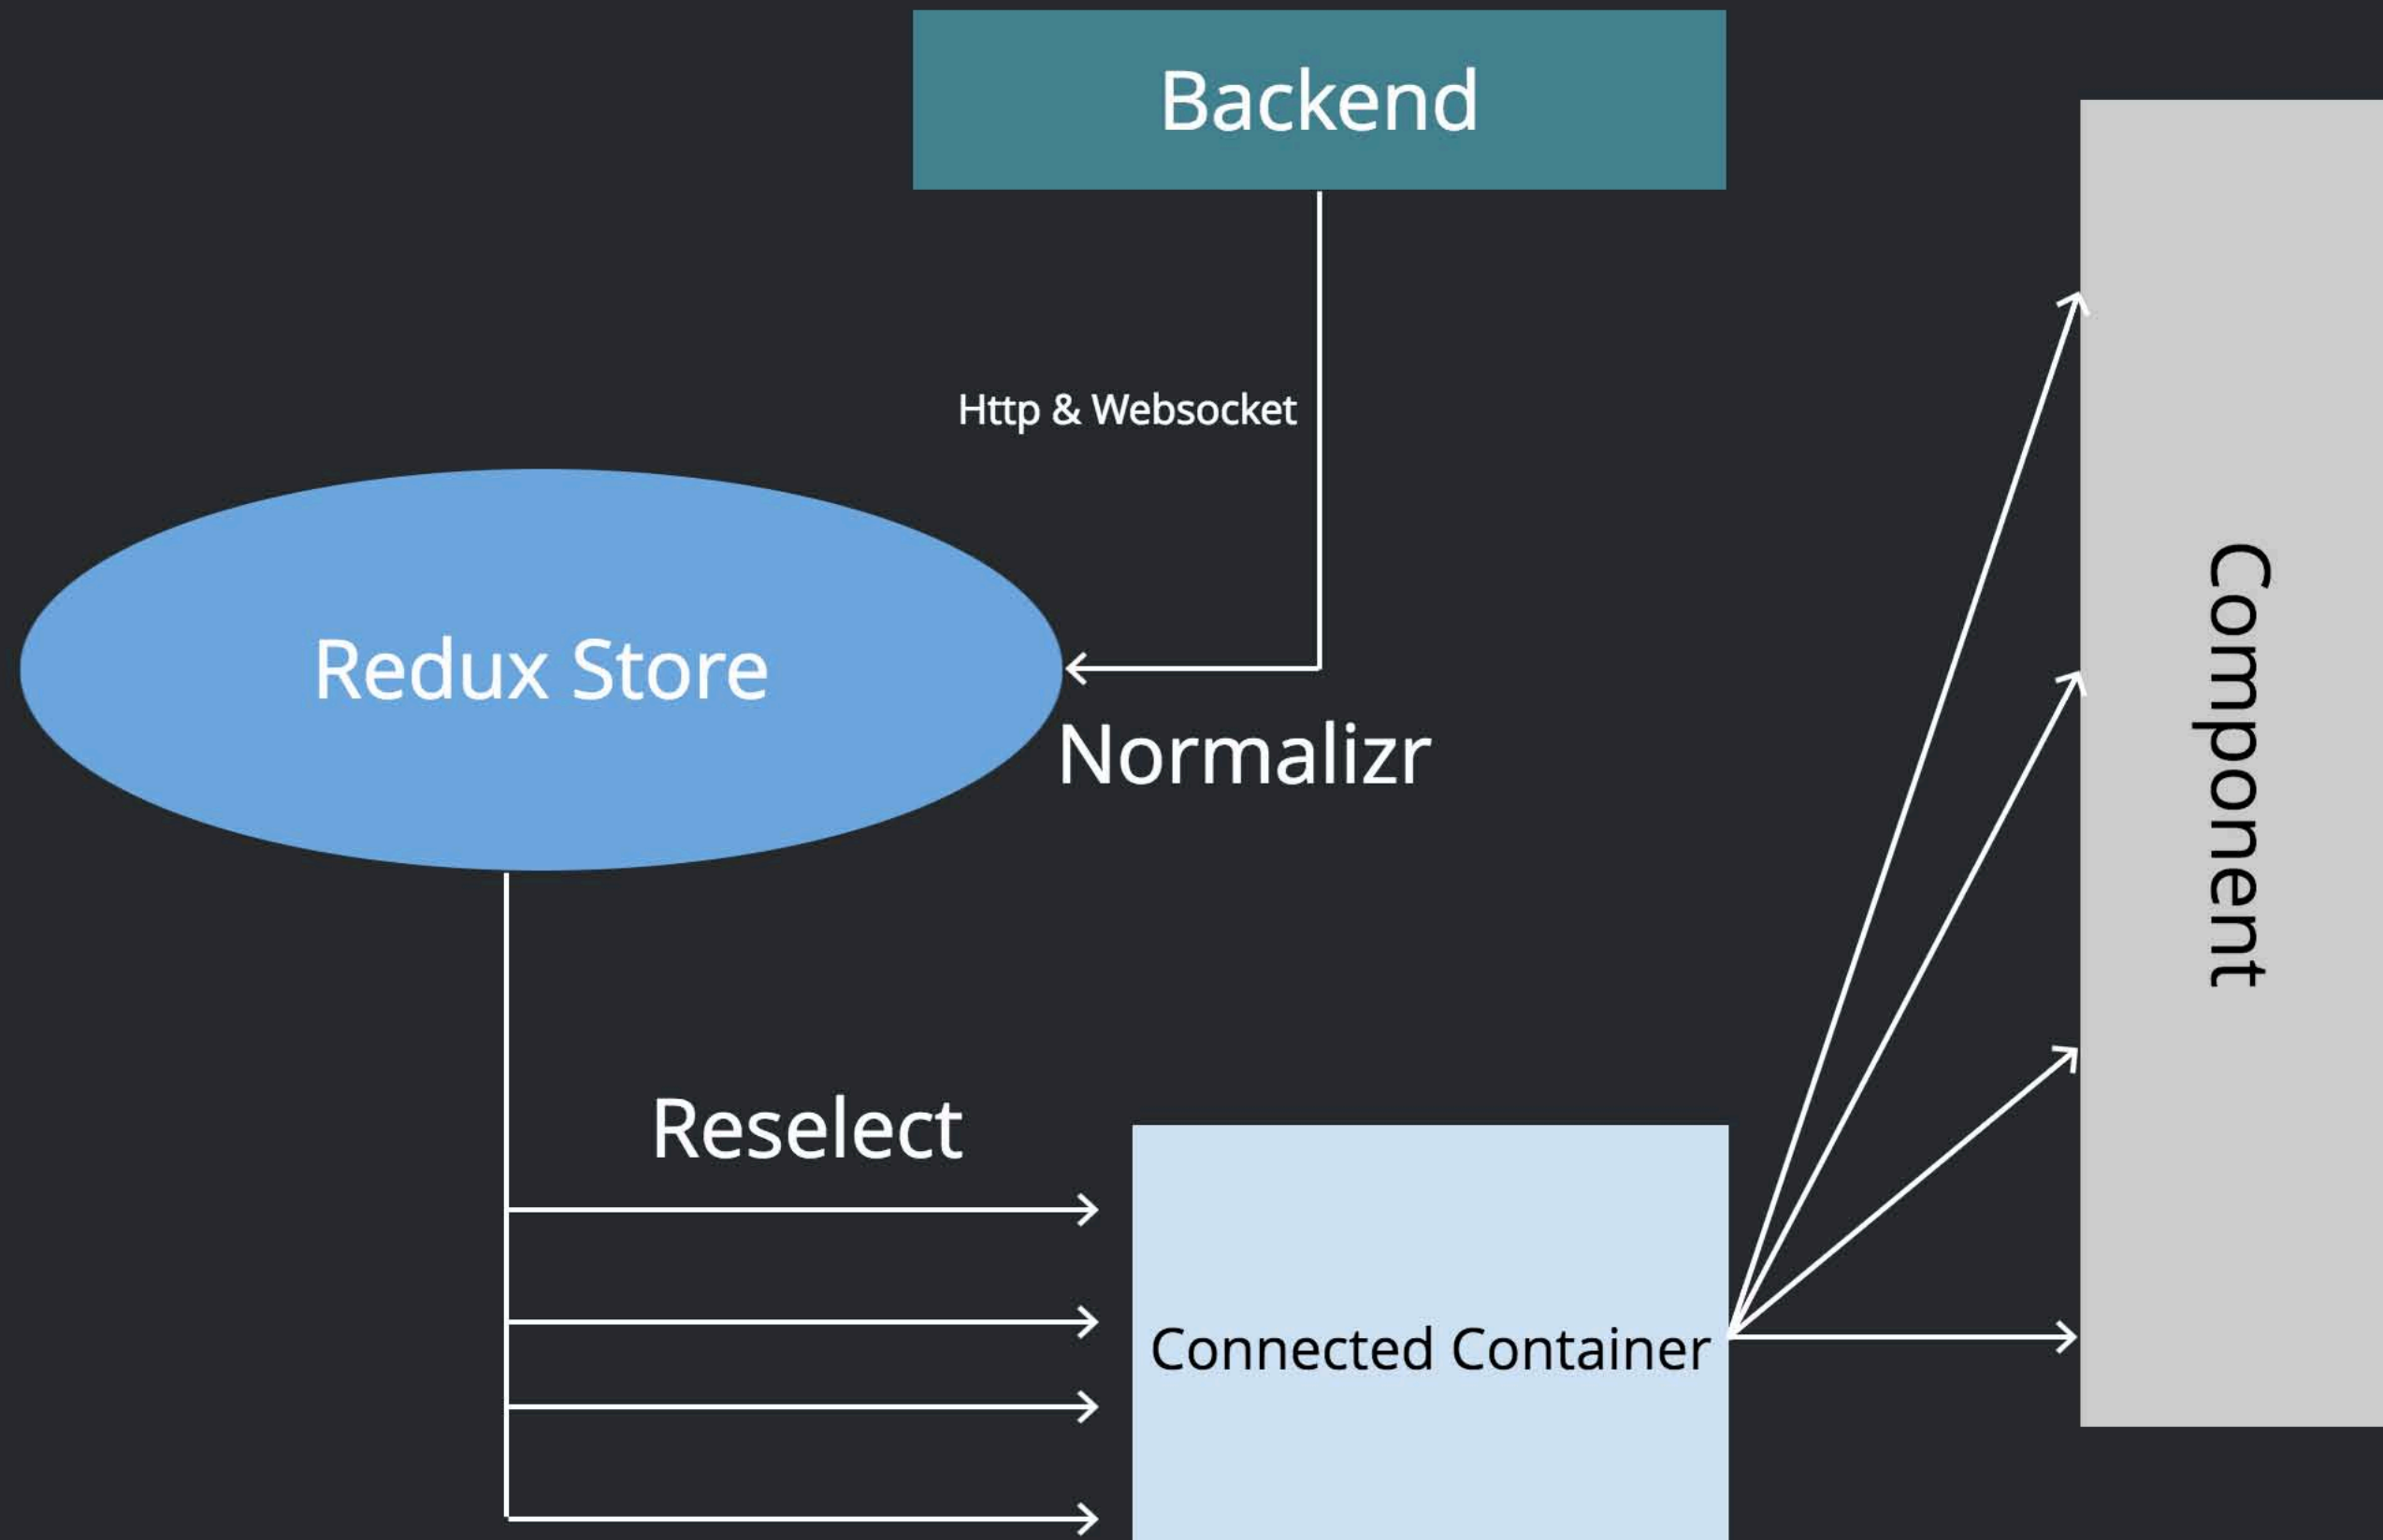 Backend
Http & Websocket
Redux Store
Normalizr
Component
Reselect
Connected Container